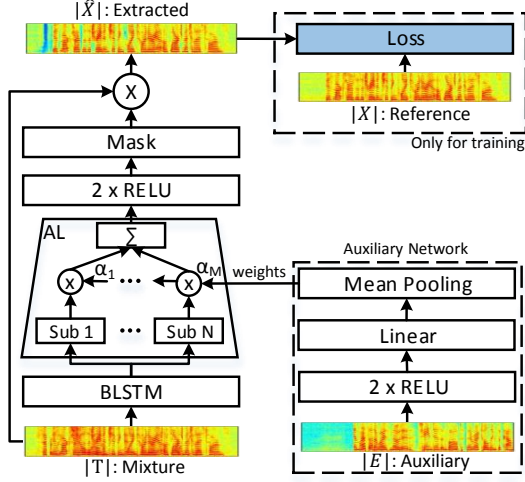 |X̂|: Extracted
Loss
X
|X|: Reference
Only for training
Mask
2 x RELU
AL
Σ
Auxiliary Network
x α1 ... αM x weights
Mean Pooling
Sub 1 ... Sub N
Linear
BLSTM
2 x RELU
|T|: Mixture
|E|: Auxiliary